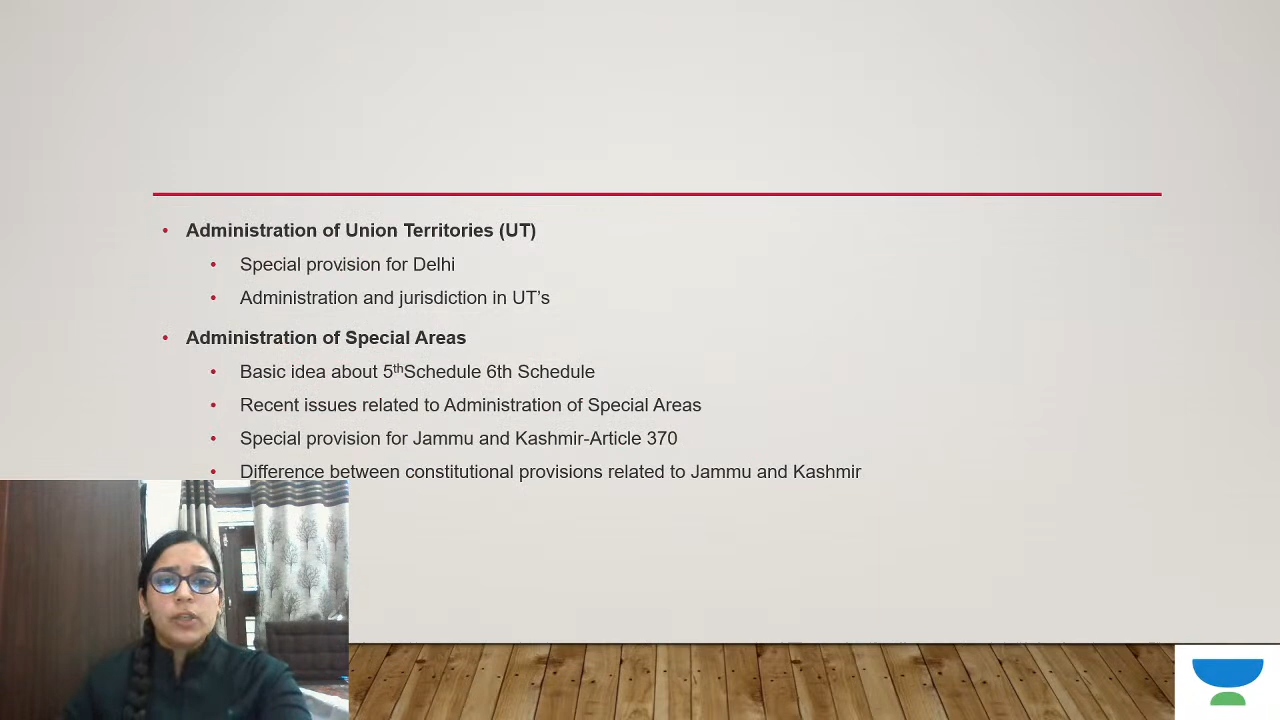 • Administration of Union Territories (UT)
• Special provision for Delhi
• Administration and jurisdiction in UT’s
• Administration of Special Areas
• Basic idea about 5thSchedule 6th Schedule
• Recent issues related to Administration of Special Areas
• Special provision for Jammu and Kashmir-Article 370
• Difference between constitutional provisions related to Jammu and Kashmir